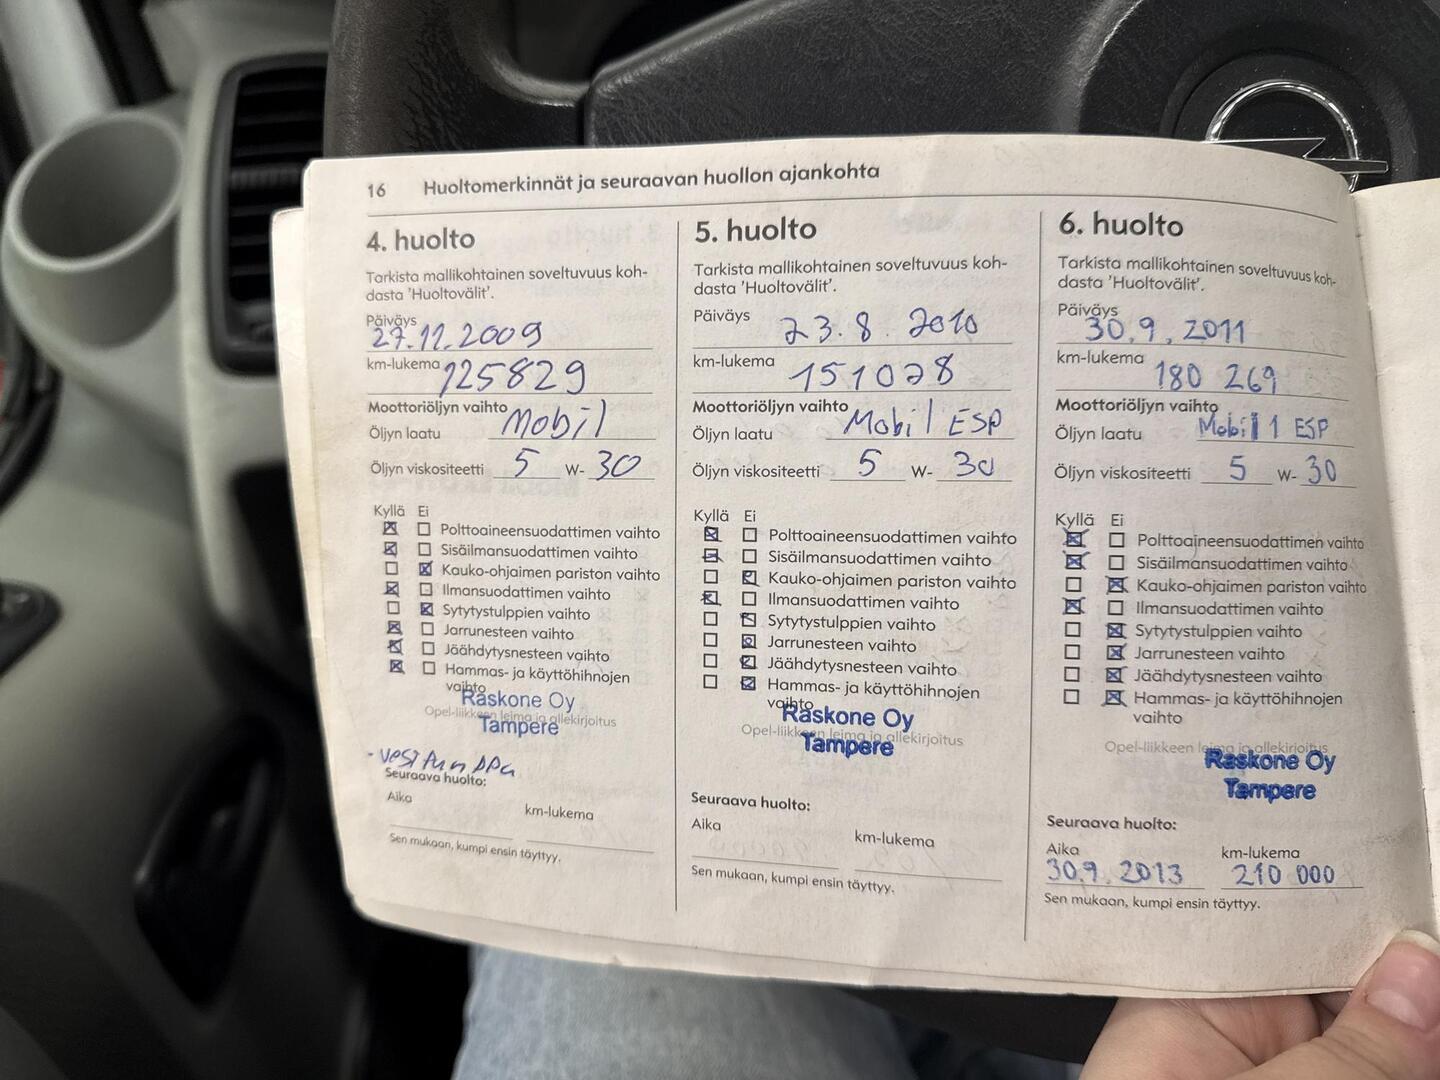 16 Huoltomerkinnät ja seuraavan huollon ajankohta
4. huolto
Tarkista mallikohtainen soveltuvuus koh-
dasta 'Huoltovälit'.
Päiväys 27.11.2009
km-lukema 125829
Moottoriöljyn vaihto
Öljyn laatu Mobil
Öljyn viskositeetti 5 W- 30
Kyllä Ei
Polttoaineensuodattimen vaihto
Sisäilmansuodattimen vaihto
Kauko-ohjaimen pariston vaihto
Ilmansuodattimen vaihto
Sytytystulppien vaihto
Jarrunesteen vaihto
Jäähdytysnesteen vaihto
Hammas- ja käyttöhihnojen
vaihto
Raskone Oy
Opel-liikkeen leima ja allekirjoitus
Tampere
- vesipumppu
Seuraava huolto:
Aika km-lukema
Sen mukaan, kumpi ensin täyttyy.
5. huolto
Tarkista mallikohtainen soveltuvuus koh-
dasta 'Huoltovälit'.
Päiväys 23.8.2010
km-lukema 151028
Moottoriöljyn vaihto
Öljyn laatu Mobil ESP
Öljyn viskositeetti 5 W- 30
Kyllä Ei
Polttoaineensuodattimen vaihto
Sisäilmansuodattimen vaihto
Kauko-ohjaimen pariston vaihto
Ilmansuodattimen vaihto
Sytytystulppien vaihto
Jarrunesteen vaihto
Jäähdytysnesteen vaihto
Hammas- ja käyttöhihnojen
vaihto
Raskone Oy
Opel-liikkeen leima ja allekirjoitus
Tampere
Seuraava huolto:
Aika km-lukema
Sen mukaan, kumpi ensin täyttyy.
6. huolto
Tarkista mallikohtainen soveltuvuus koh-
dasta 'Huoltovälit'.
Päiväys 30.9.2011
km-lukema 180 269
Moottoriöljyn vaihto
Öljyn laatu Mobil 1 ESP
Öljyn viskositeetti 5 W- 30
Kyllä Ei
Polttoaineensuodattimen vaihto
Sisäilmansuodattimen vaihto
Kauko-ohjaimen pariston vaihto
Ilmansuodattimen vaihto
Sytytystulppien vaihto
Jarrunesteen vaihto
Jäähdytysnesteen vaihto
Hammas- ja käyttöhihnojen
vaihto
Opel-liikkeen leima ja allekirjoitus
Raskone Oy
Tampere
Seuraava huolto:
Aika km-lukema
30.9.2013 210 000
Sen mukaan, kumpi ensin täyttyy.